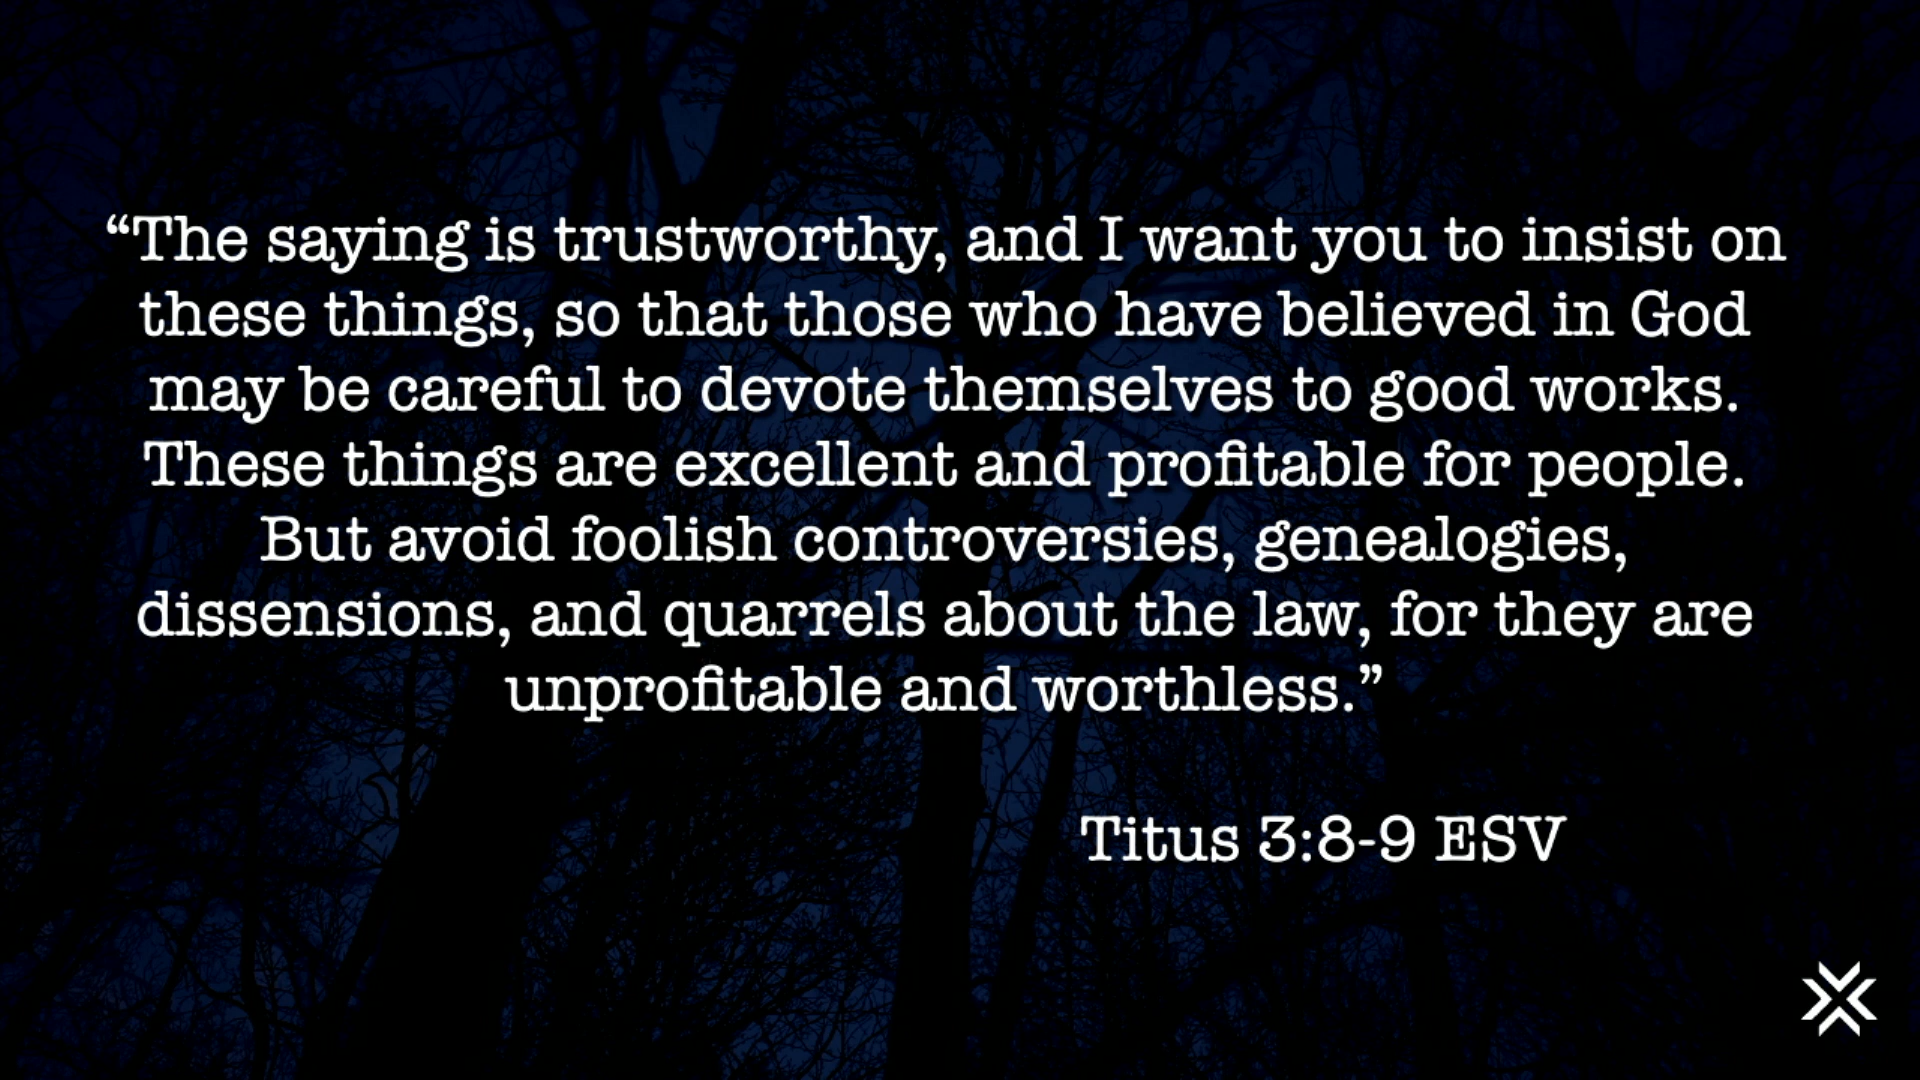 “The saying is trustworthy, and I want you to insist on
these things, so that those who have believed in God
may be careful to devote themselves to good works.
These things are excellent and profitable for people.
But avoid foolish controversies, genealogies,
dissensions, and quarrels about the law, for they are
unprofitable and worthless.”
Titus 3:8-9 ESV